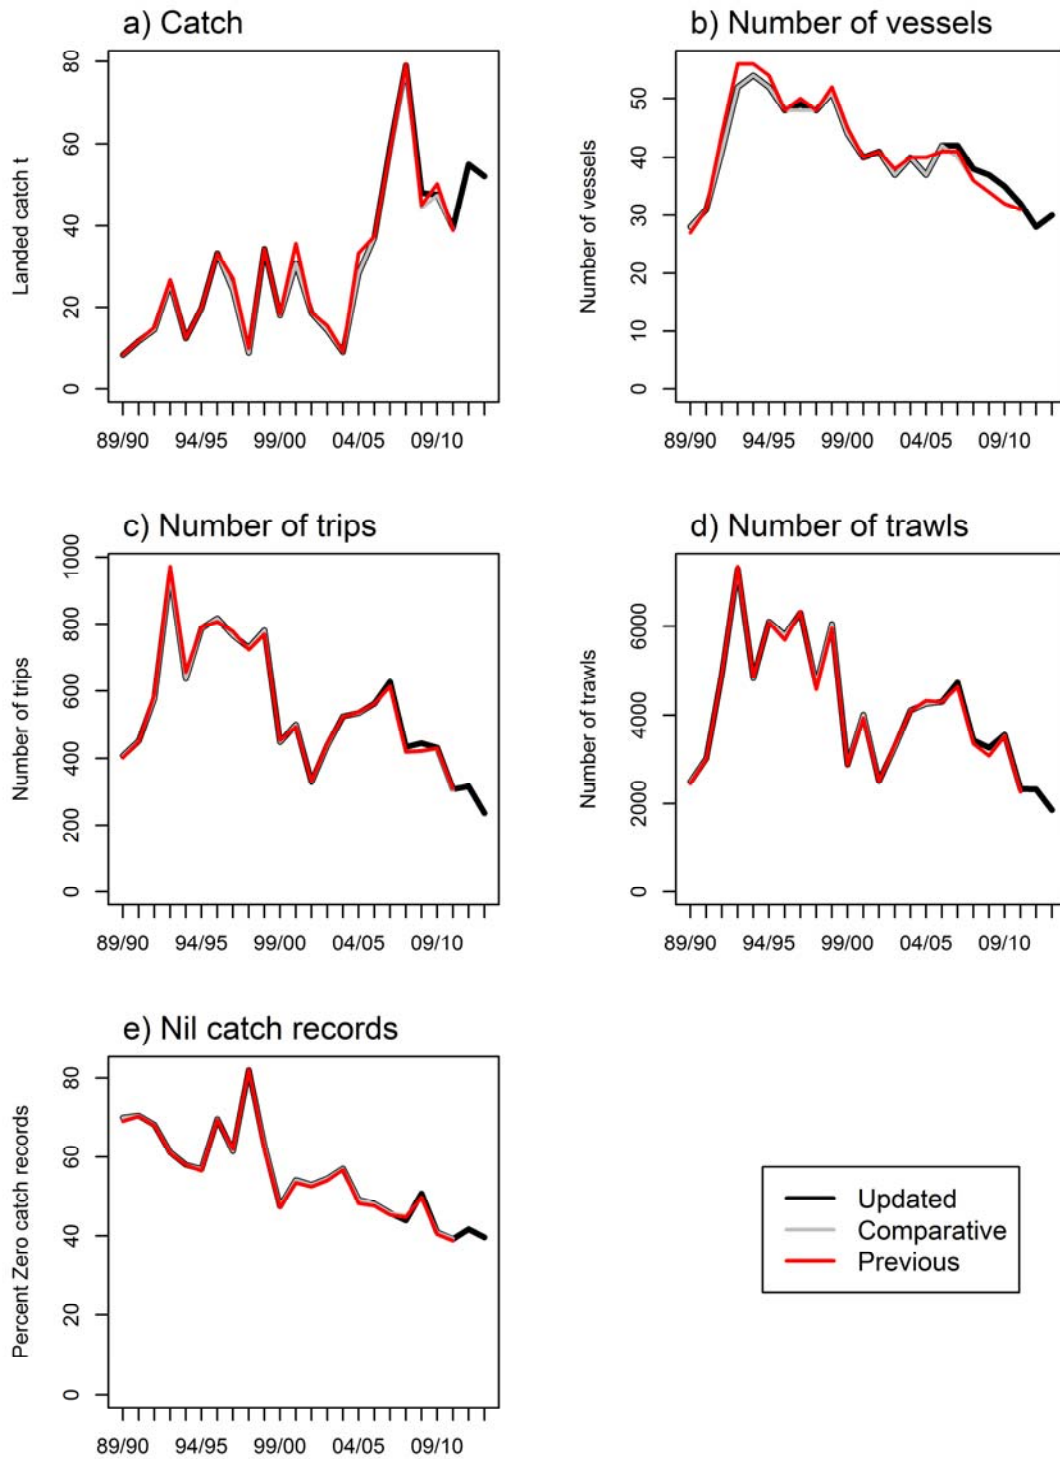 a) Catch
Landed catch t
80
60
40
20
0
89/90 94/95 99/00 04/05 09/10
b) Number of vessels
Number of vessels
50
40
30
20
10
0
89/90 94/95 99/00 04/05 09/10
c) Number of trips
Number of trips
1000
800
600
400
200
0
89/90 94/95 99/00 04/05 09/10
d) Number of trawls
Number of trawls
6000
4000
2000
0
89/90 94/95 99/00 04/05 09/10
e) Nil catch records
Percent Zero catch records
80
60
40
20
0
89/90 94/95 99/00 04/05 09/10
Updated
Comparative
Previous